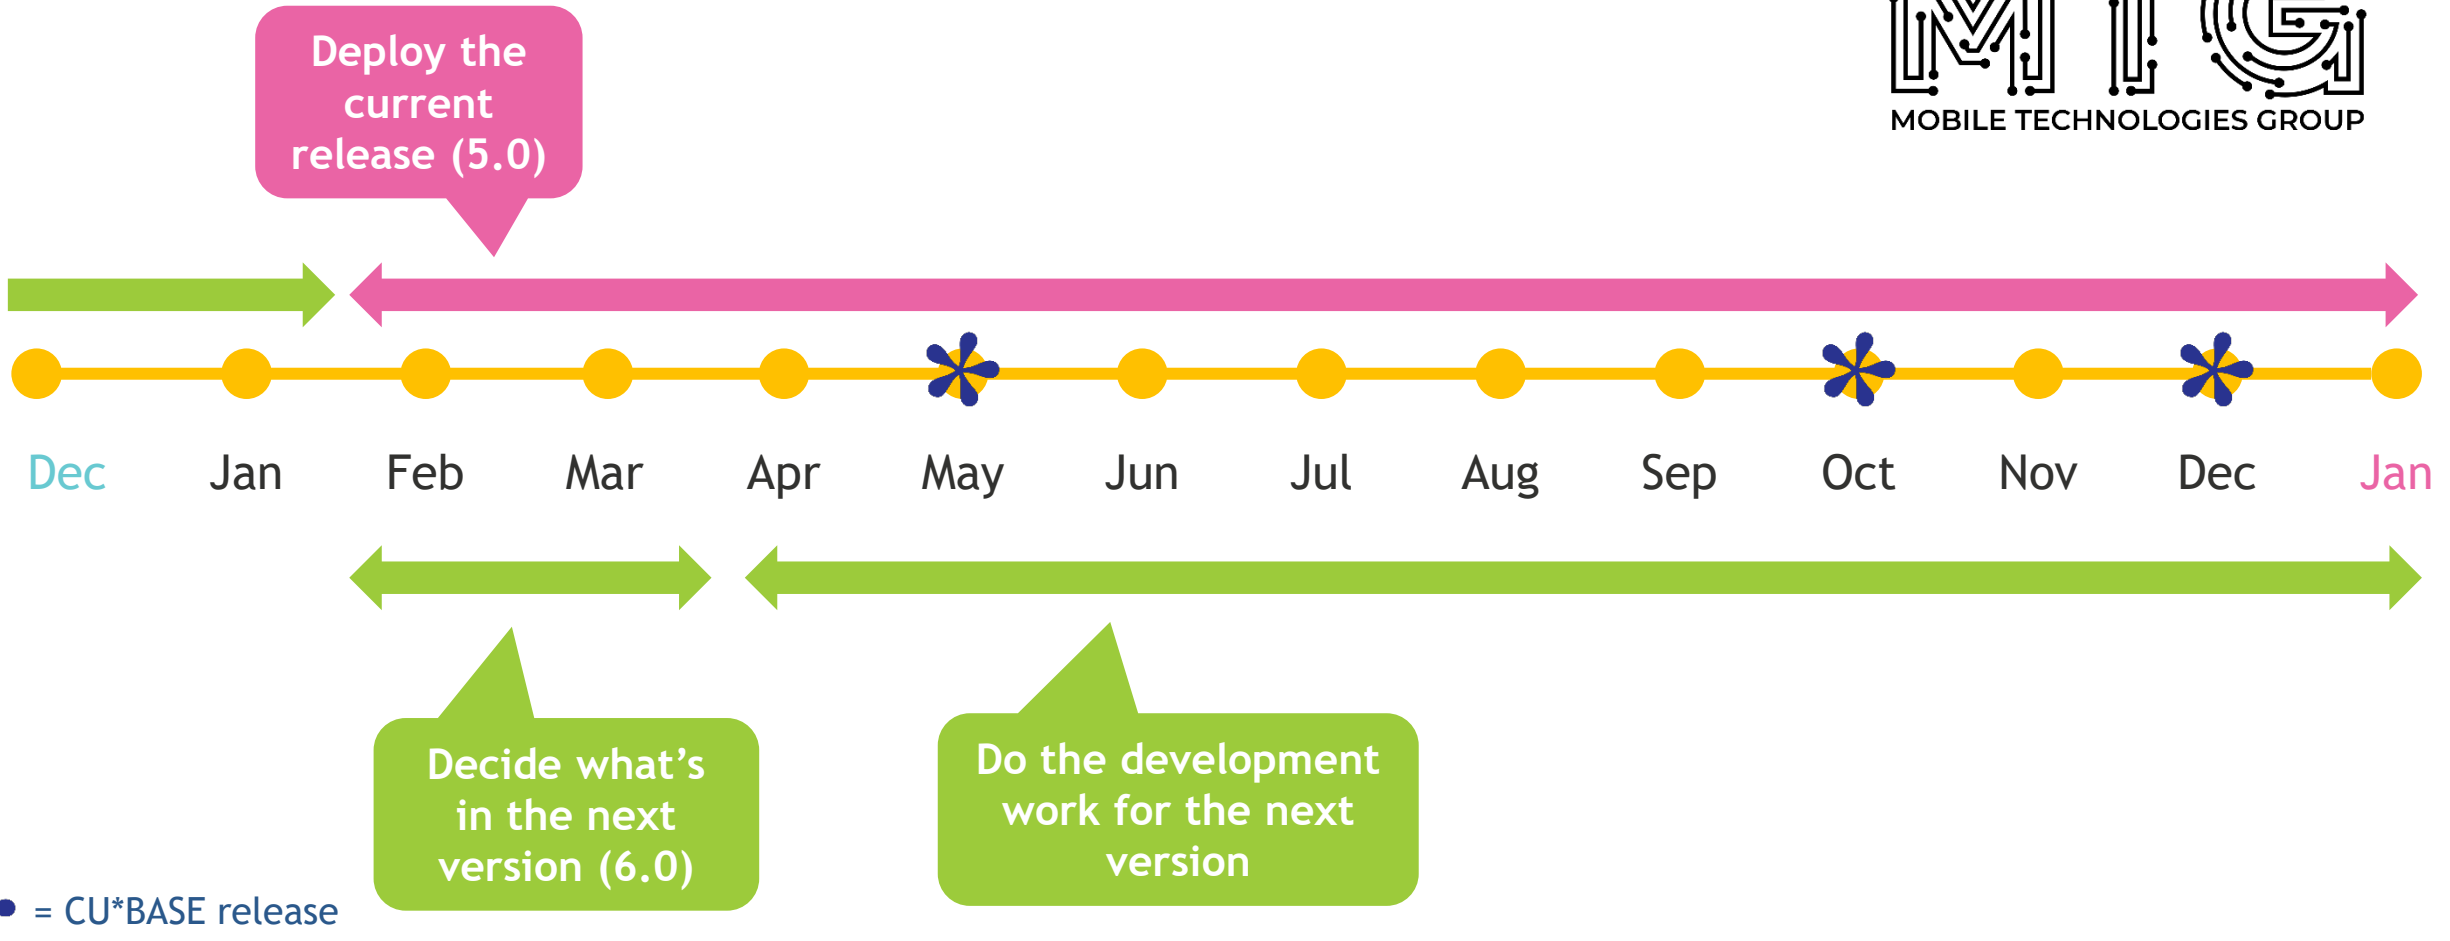 Deploy the
current
release (5.0)
MTG
MOBILE TECHNOLOGIES GROUP
Dec Jan Feb Mar Apr May Jun Jul Aug Sep Oct Nov Dec Jan
Decide what’s
in the next
version (6.0)
Do the development
work for the next
version
= CU*BASE release